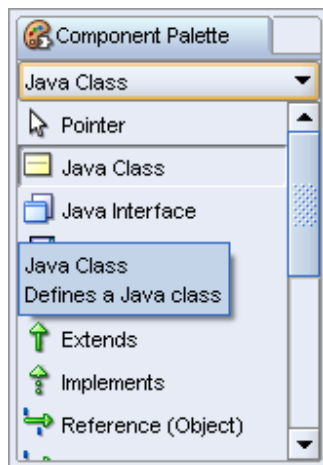 Component Palette
Java Class
Pointer
Java Class
Java Interface
Java Class
Defines a Java class
Extends
Implements
Reference (Object)